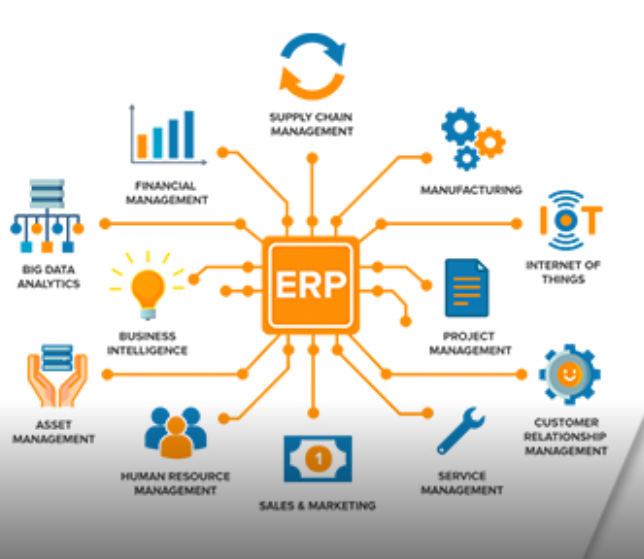 SUPPLY CHAIN
MANAGEMENT
FINANCIAL
MANAGEMENT
MANUFACTURING
IOT
BIG DATA
ANALYTICS
INTERNET OF
THINGS
ERP
BUSINESS
INTELLIGENCE
PROJECT
MANAGEMENT
ASSET
MANAGEMENT
CUSTOMER
RELATIONSHIP
MANAGEMENT
HUMAN RESOURCE
MANAGEMENT
1
SERVICE
MANAGEMENT
SALES & MARKETING